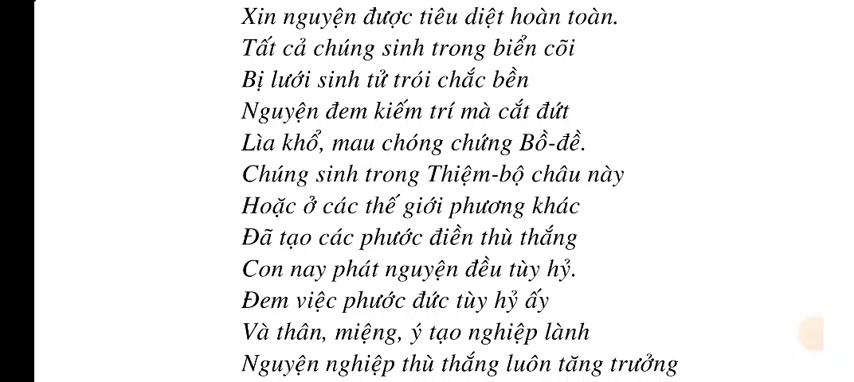 Xin nguyện được tiêu diệt hoàn toàn.
Tất cả chúng sinh trong biển cõi
Bị lưới sinh tử trói chắc bền
Nguyện đem kiếm trí mà cắt đứt
Lìa khổ, mau chóng chứng Bồ-đề.
Chúng sinh trong Thiệm-bộ châu này
Hoặc ở các thế giới phương khác
Đã tạo các phước điền thù thắng
Con nay phát nguyện đều tùy hỷ.
Đem việc phước đức tùy hỷ ấy
Và thân, miệng, ý tạo nghiệp lành
Nguyện nghiệp thù thắng luôn tăng trưởng